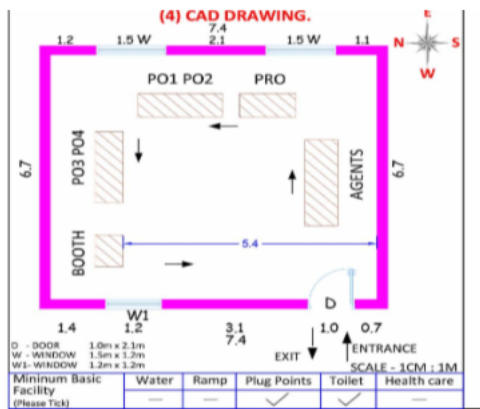 (4) CAD DRAWING.
7.4
1.2 1.5 W 2.1 1.5 W 1.1
E
N S
W
PO1 PO2 PRO
6.7
PO3 PO4
AGENTS
6.7
BOOTH
5.4
D
W1
1.4 1.2 3.1 1.0 0.7
7.4
EXIT ENTRANCE
D - DOOR 1.0m x 2.1m
W - WINDOW 1.5m x 1.2m
W1- WINDOW 1.2m x 1.2m
SCALE - 1CM : 1M
Mininum Basic Facility (Please Tick) Water Ramp Plug Points Toilet Health care
— — ✓ ✓ —